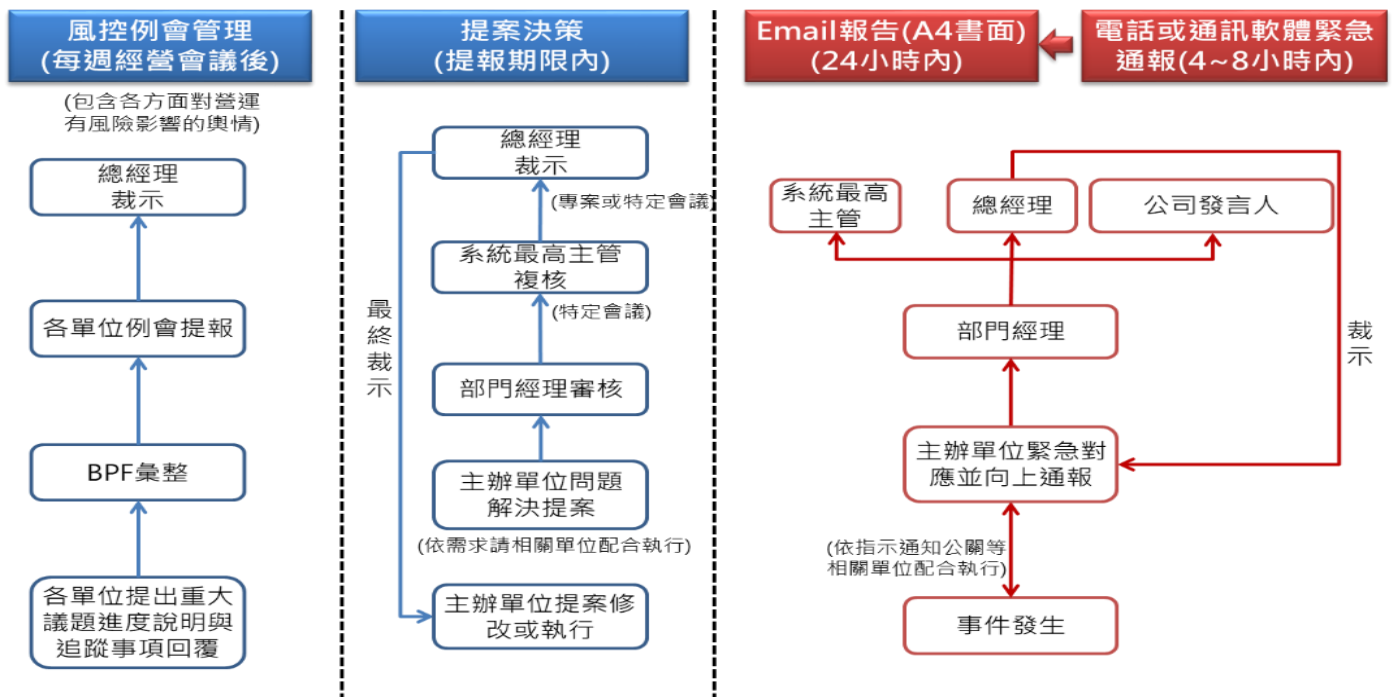 風控例會管理
(每週經營會議後)
(包含各方面對營運
有風險影響的輿情)
總經理
裁示
各單位例會提報
BPF彙整
各單位提出重大
議題進度說明與
追蹤事項回覆
提案決策
(提報期限內)
總經理
裁示
(專案或特定會議)
系統最高主管
複核
(特定會議)
部門經理審核
主辦單位問題
解決提案
(依需求請相關單位配合執行)
主辦單位提案修
改或執行
最
終
裁
示
Email報告(A4書面)
(24小時內)
電話或通訊軟體緊急
通報(4~8小時內)
系統最高
主管
總經理
公司發言人
部門經理
裁
示
主辦單位緊急對
應並向上通報
(依指示通知公關等
相關單位配合執行)
事件發生